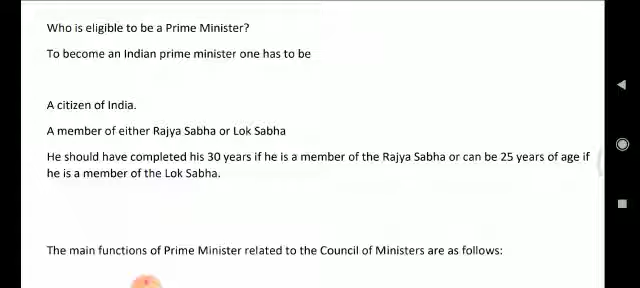 Who is eligible to be a Prime Minister?
To become an Indian prime minister one has to be
A citizen of India.
A member of either Rajya Sabha or Lok Sabha
He should have completed his 30 years if he is a member of the Rajya Sabha or can be 25 years of age if
he is a member of the Lok Sabha.
The main functions of Prime Minister related to the Council of Ministers are as follows: